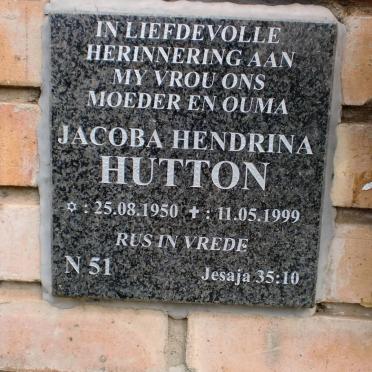 IN LIEFDEVOLLE
HERINNERING AAN
MY VROU ONS
MOEDER EN OUMA
JACOBA HENDRINA
HUTTON
✡ : 25.08.1950 ✝ : 11.05.1999
RUS IN VREDE
N 51 Jesaja 35:10